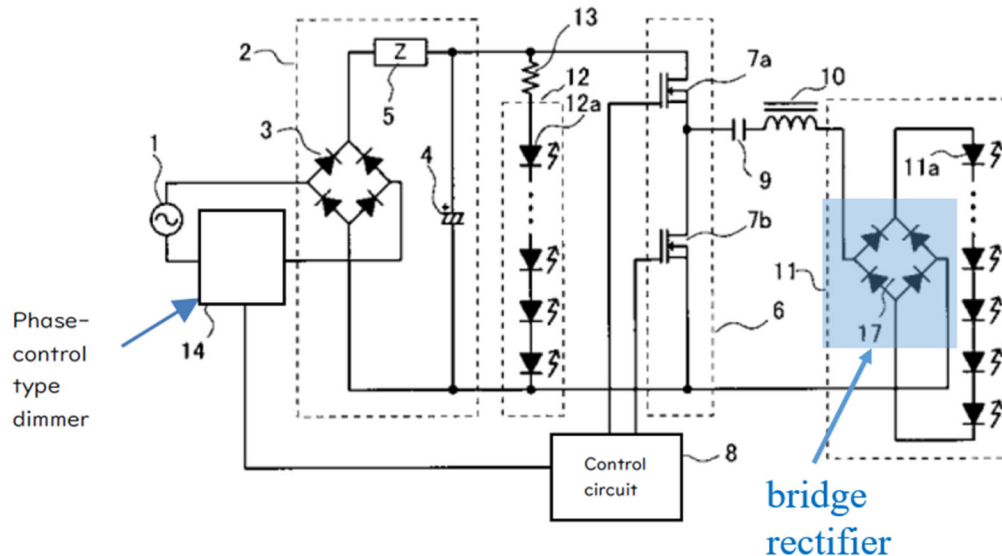 13
2
12
7a
10
Z
12a
3
5
1
11a
4
9
7b
11
Phase-
control
type
dimmer
14
6
17
Control
circuit
8
bridge
rectifier